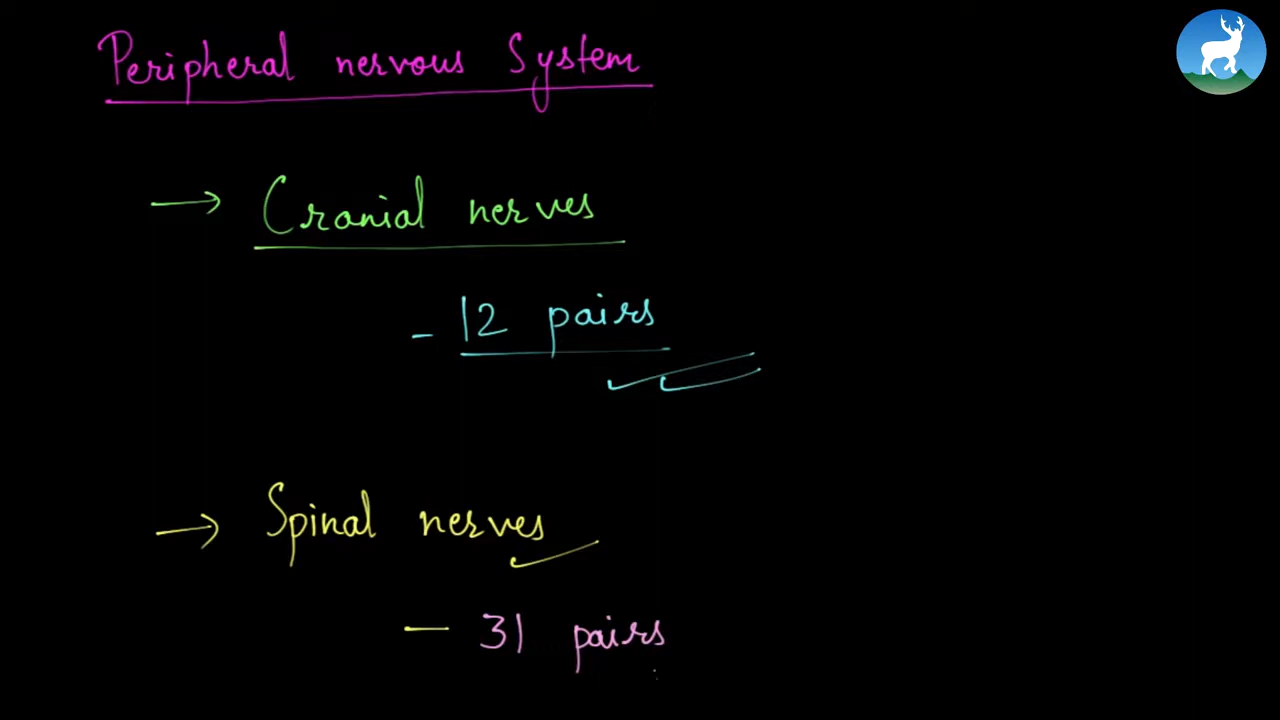 Peripheral nervous System
→ Cranial nerves
- 12 pairs
→ Spinal nerves
- 31 pairs